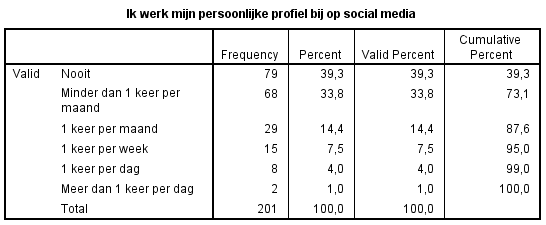 Ik werk mijn persoonlijke profiel bij op social media
Frequency Percent Valid Percent Cumulative Percent
Valid Nooit 79 39,3 39,3 39,3
Minder dan 1 keer per maand 68 33,8 33,8 73,1
1 keer per maand 29 14,4 14,4 87,6
1 keer per week 15 7,5 7,5 95,0
1 keer per dag 8 4,0 4,0 99,0
Meer dan 1 keer per dag 2 1,0 1,0 100,0
Total 201 100,0 100,0